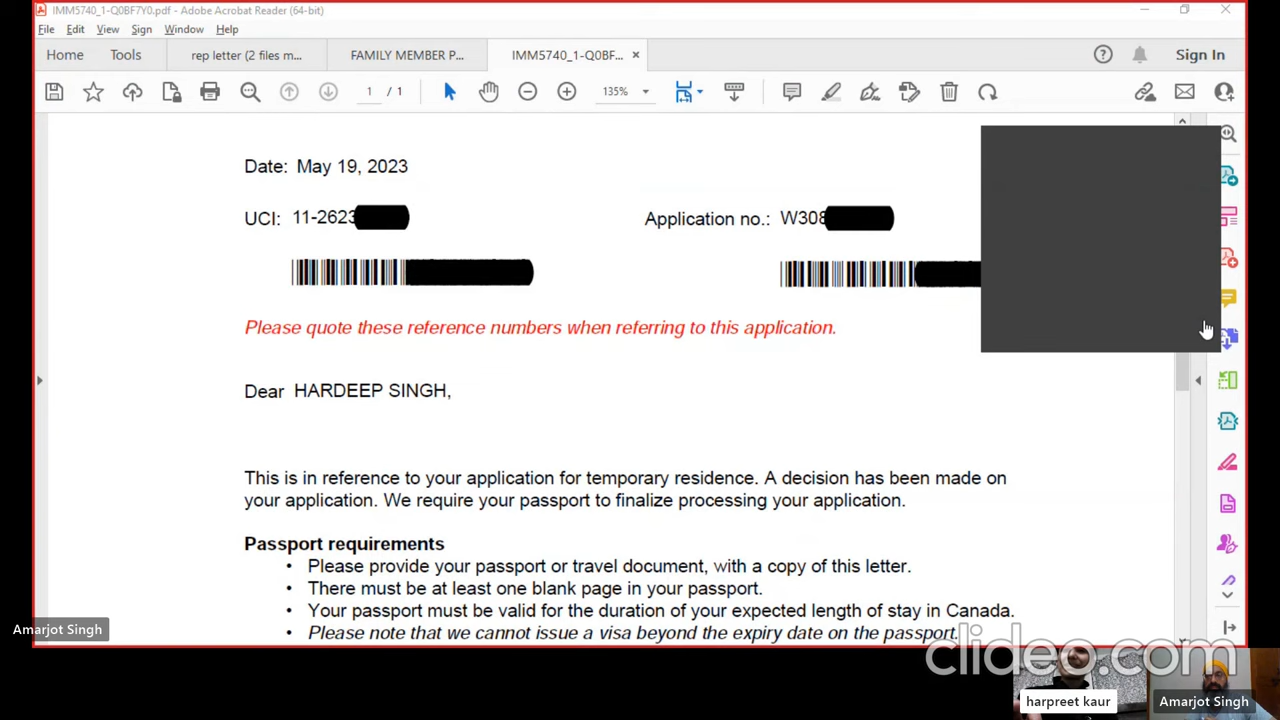 IMM5740_1-Q0BF7Y0.pdf - Adobe Acrobat Reader (64-bit)
File Edit View Sign Window Help
Home Tools rep letter (2 files m... FAMILY MEMBER P... IMM5740_1-Q0BF... × Sign In
1 / 1 135%
Date: May 19, 2023
UCI: 11-2623 Application no.: W308
Please quote these reference numbers when referring to this application.
Dear HARDEEP SINGH,
This is in reference to your application for temporary residence. A decision has been made on
your application. We require your passport to finalize processing your application.
Passport requirements
• Please provide your passport or travel document, with a copy of this letter.
• There must be at least one blank page in your passport.
• Your passport must be valid for the duration of your expected length of stay in Canada.
• Please note that we cannot issue a visa beyond the expiry date on the passport.
Amarjot Singh
clideo.com
harpreet kaur Amarjot Singh